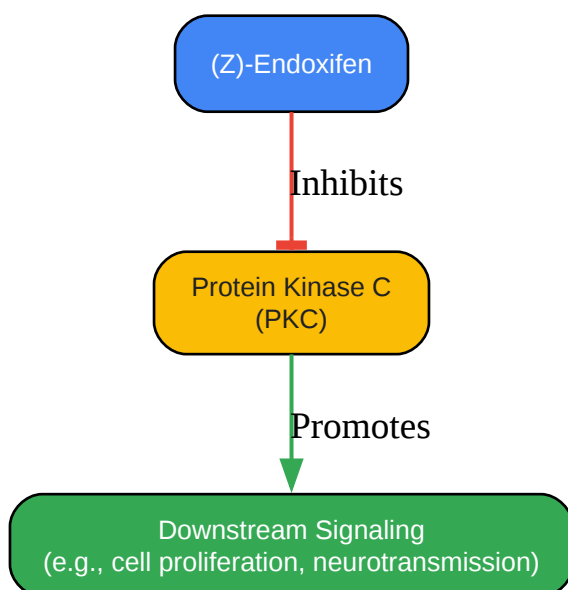 (Z)-Endoxifen
Inhibits
Protein Kinase C
(PKC)
Promotes
Downstream Signaling
(e.g., cell proliferation, neurotransmission)